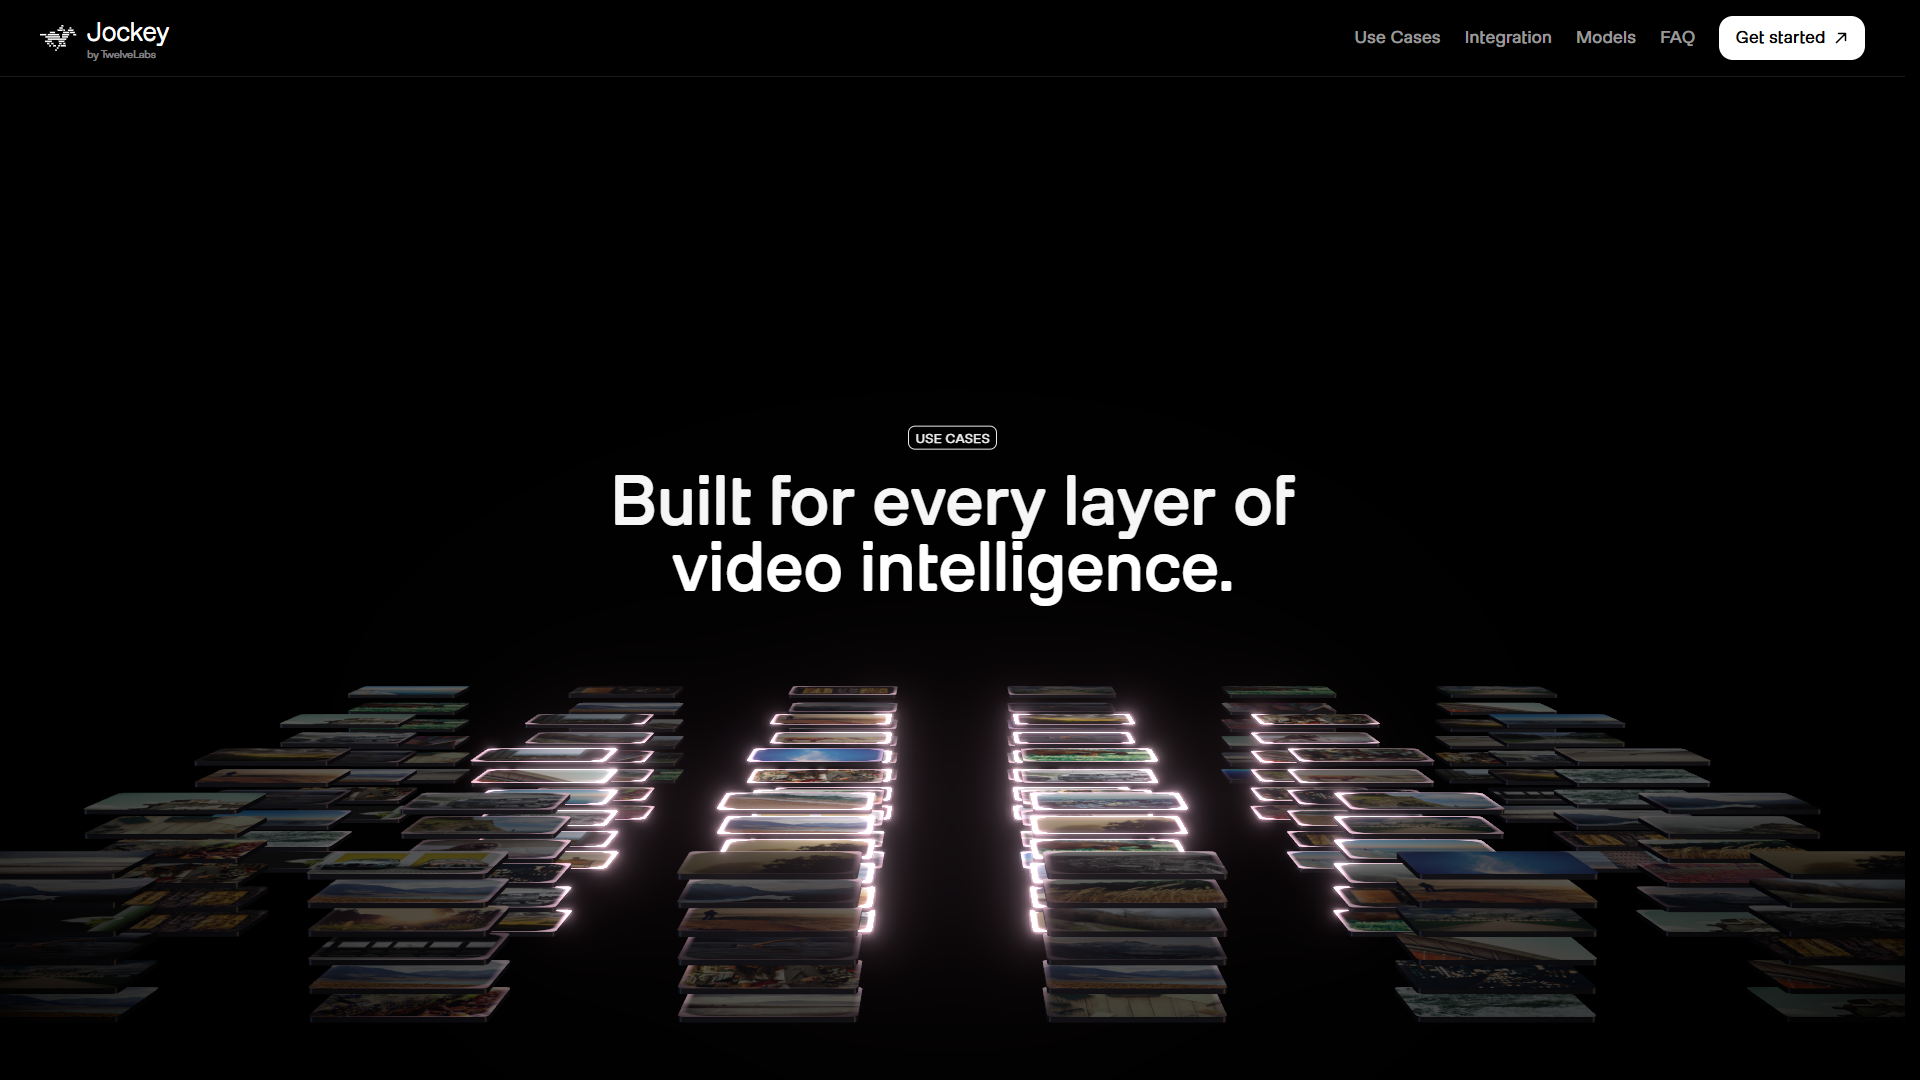 Jockey
by TwelveLabs
Use Cases
Integration
Models
FAQ
Get started
USE CASES
Built for every layer of
video intelligence.